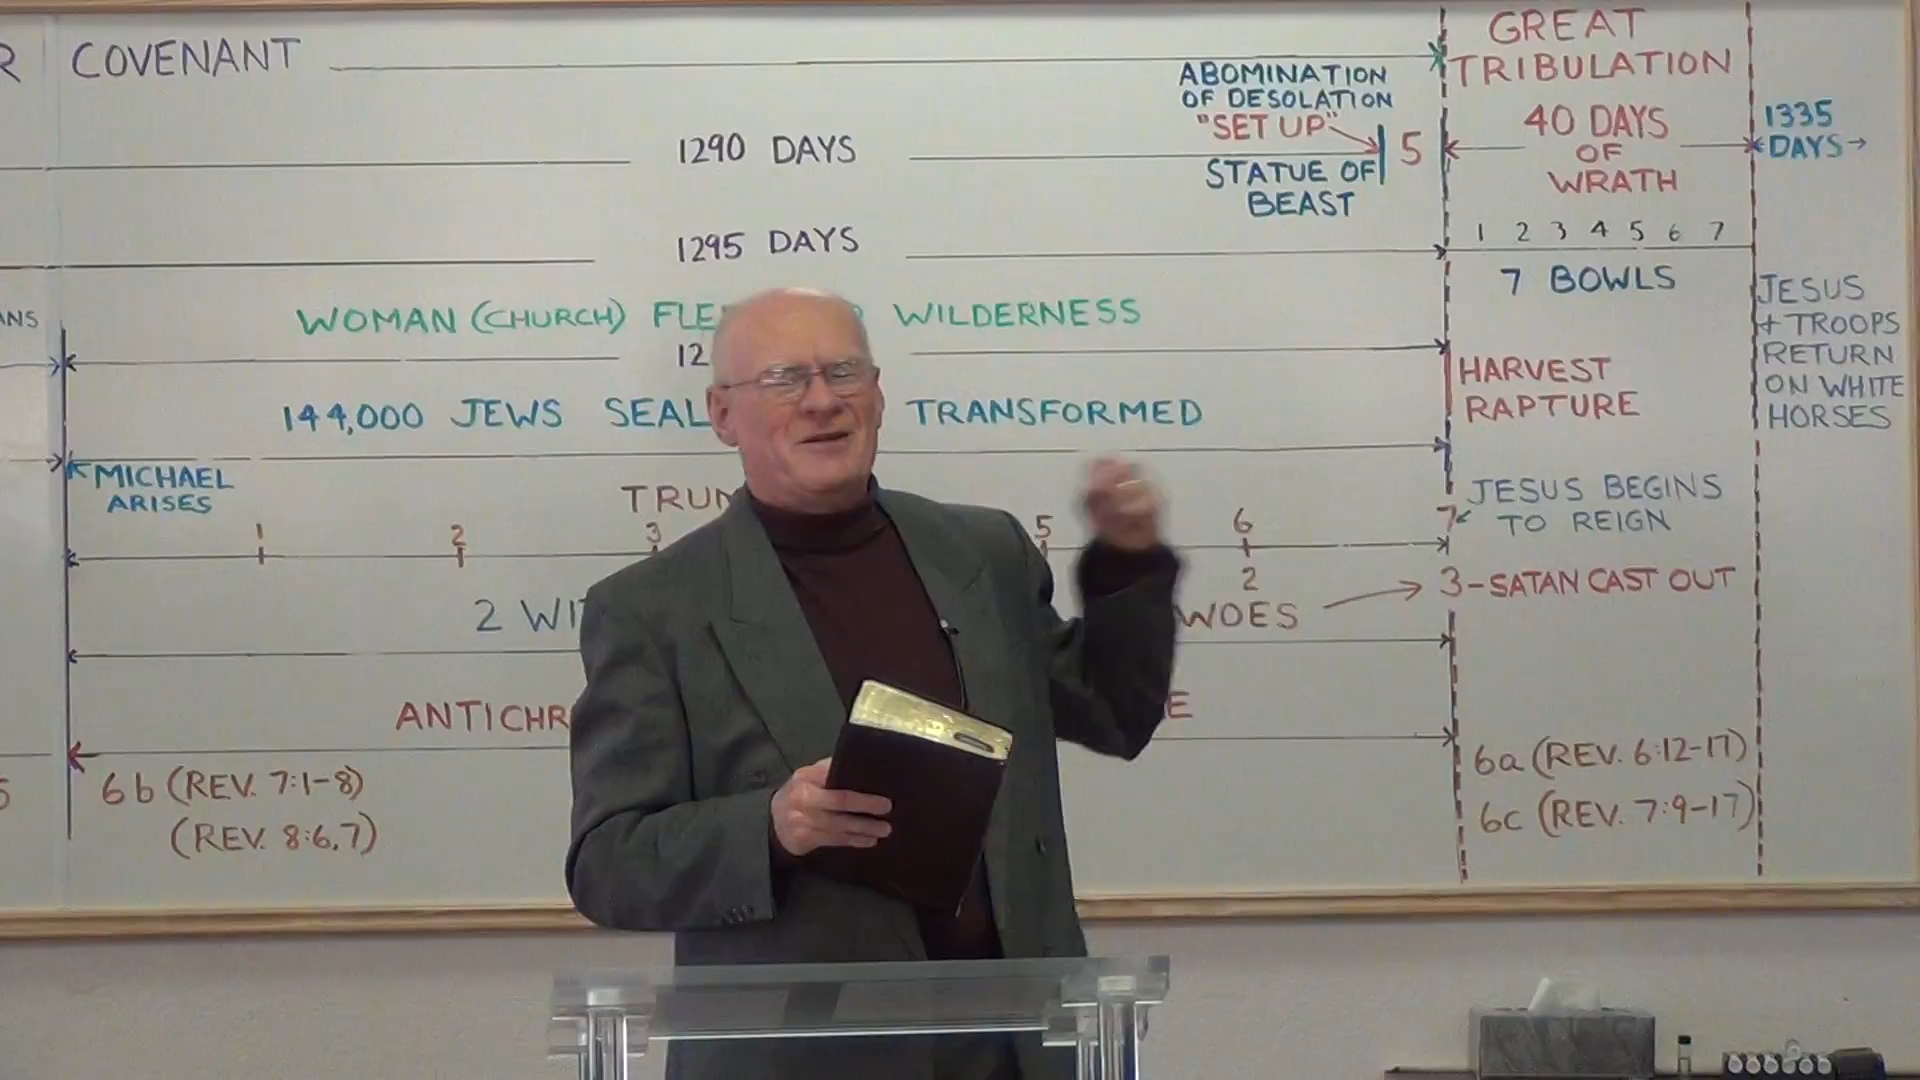 R COVENANT
GREAT
TRIBULATION
ABOMINATION
OF DESOLATION
"SET UP"
STATUE OF
BEAST
5
1290 DAYS
40 DAYS
OF
WRATH
1335
DAYS→
1295 DAYS
1 2 3 4 5 6 7
7 BOWLS
WOMAN (CHURCH) FLE WILDERNESS
12
JESUS
+ TROOPS
RETURN
ON WHITE
HORSES
ANS
HARVEST
RAPTURE
144,000 JEWS SEAL TRANSFORMED
MICHAEL
ARISES
TRUM
1 2 3 5 6 7
JESUS BEGINS
TO REIGN
2 WIT
2
WOES → 3-SATAN CAST OUT
ANTICHR E
5
6b (REV. 7:1-8)
(REV. 8:6,7)
6a (REV. 6:12-17)
6c (REV. 7:9-17)